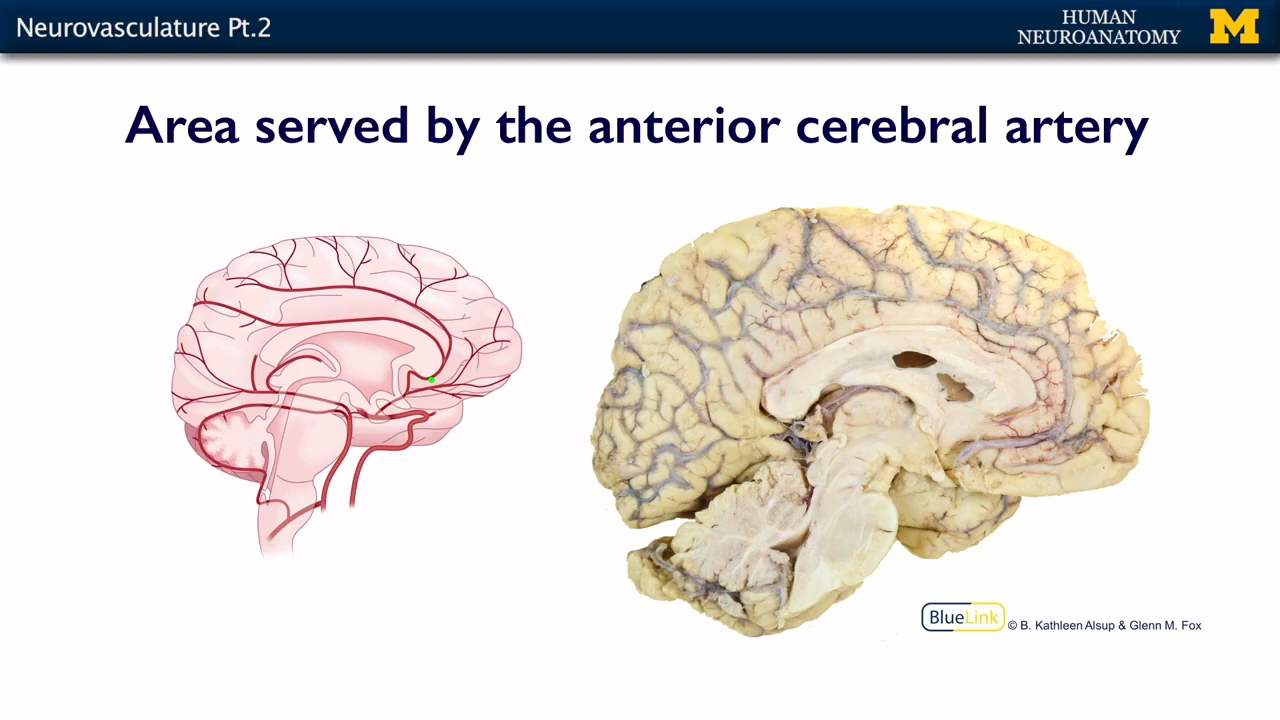 Neurovasculature Pt.2
HUMAN
NEUROANATOMY
M
Area served by the anterior cerebral artery
BlueLink
© B. Kathleen Alsup & Glenn M. Fox